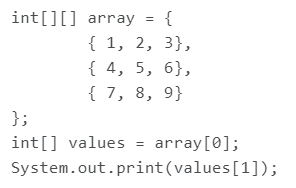 int[][] array = {
        { 1, 2, 3},
        { 4, 5, 6},
        { 7, 8, 9}
};
int[] values = array[0];
System.out.print(values[1]);